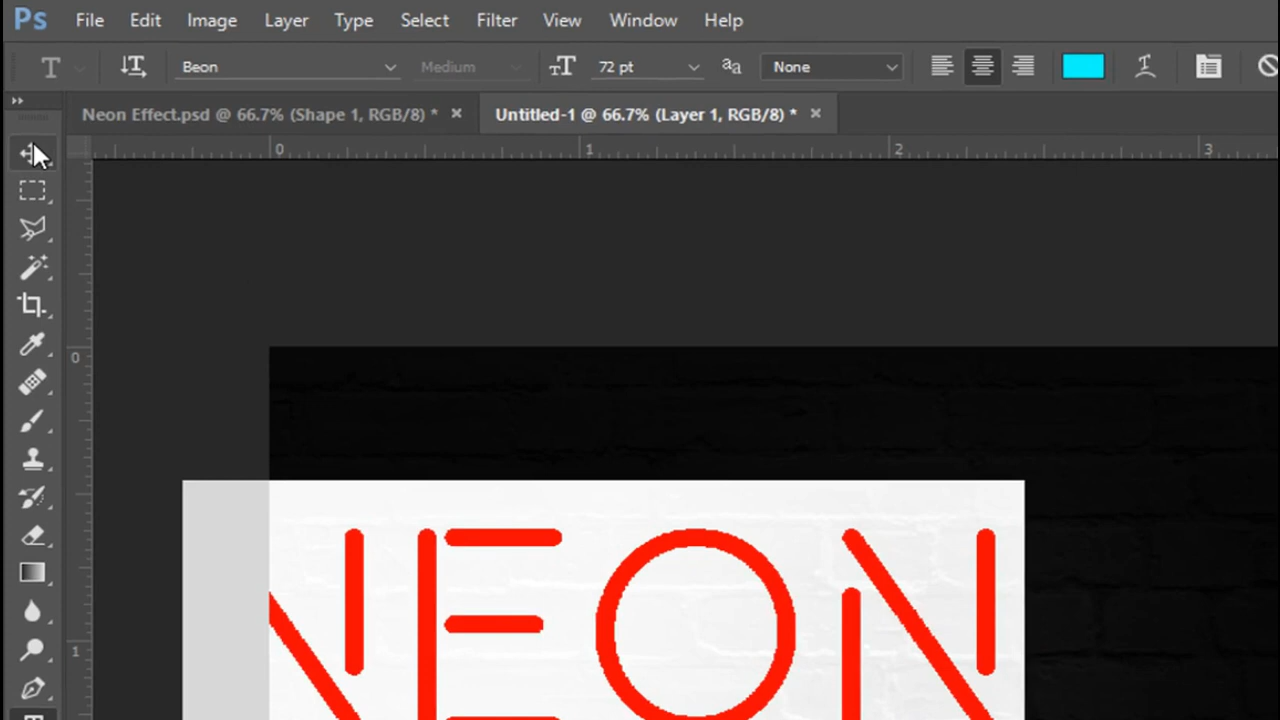 Ps File Edit Image Layer Type Select Filter View Window Help
T T Beon Medium TT 72 pt aa None
Neon Effect.psd @ 66.7% (Shape 1, RGB/8) * × Untitled-1 @ 66.7% (Layer 1, RGB/8) * ×
0 1 2 3
0
NEON
1